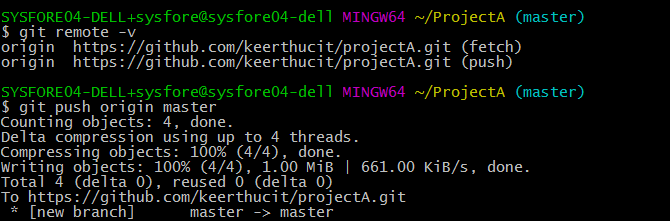 SYSFORE04-DELL+sysfore@sysfore04-dell MINGW64 ~/ProjectA (master)
$ git remote -v
origin  https://github.com/keerthucit/projectA.git (fetch)
origin  https://github.com/keerthucit/projectA.git (push)
SYSFORE04-DELL+sysfore@sysfore04-dell MINGW64 ~/ProjectA (master)
$ git push origin master
Counting objects: 4, done.
Delta compression using up to 4 threads.
Compressing objects: 100% (4/4), done.
Writing objects: 100% (4/4), 1.00 MiB | 661.00 KiB/s, done.
Total 4 (delta 0), reused 0 (delta 0)
To https://github.com/keerthucit/projectA.git
 * [new branch]      master -> master